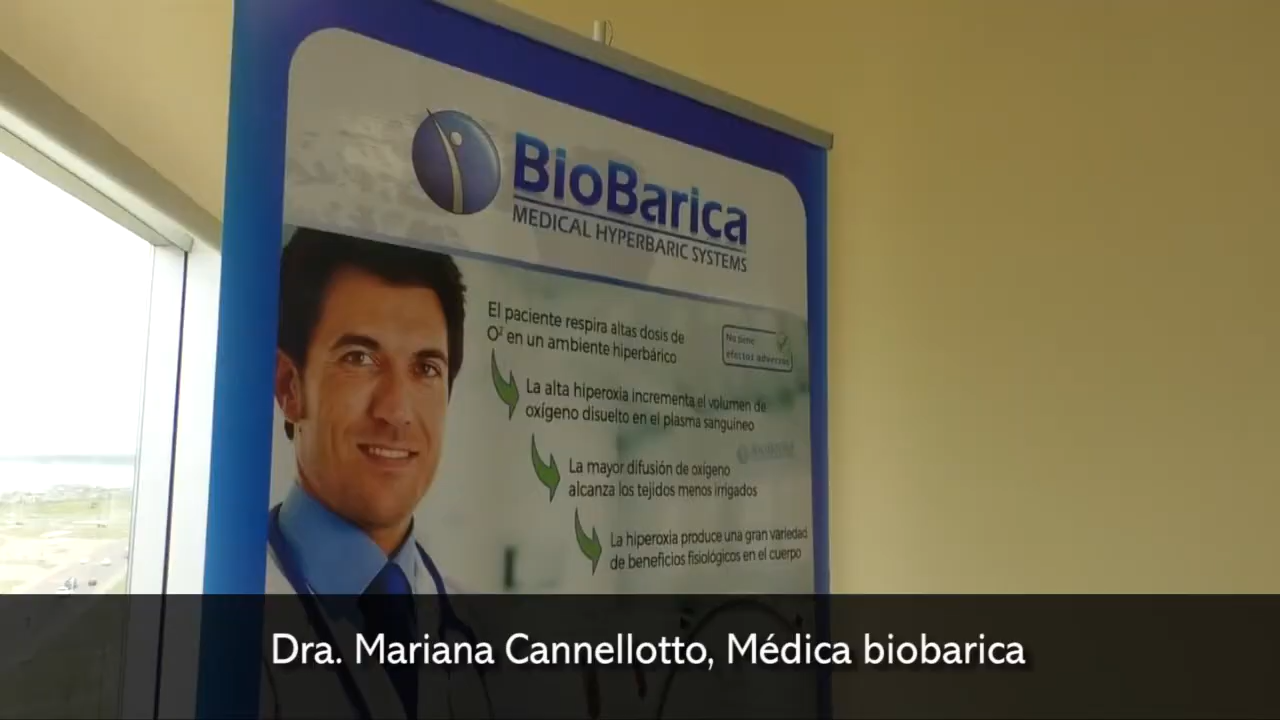 BioBarica
MEDICAL HYPERBARIC SYSTEMS
El paciente respira altas dosis de
O² en un ambiente hiperbárico
No tiene
efectos adversos
La alta hiperoxia incrementa el volumen de
oxígeno disuelto en el plasma sanguíneo
La mayor difusión de oxigeno
alcanza los tejidos menos irrigados
La hiperoxia produce una gran variedad
de beneficios fisiológicos en el cuerpo
Dra. Mariana Cannellotto, Médica biobarica